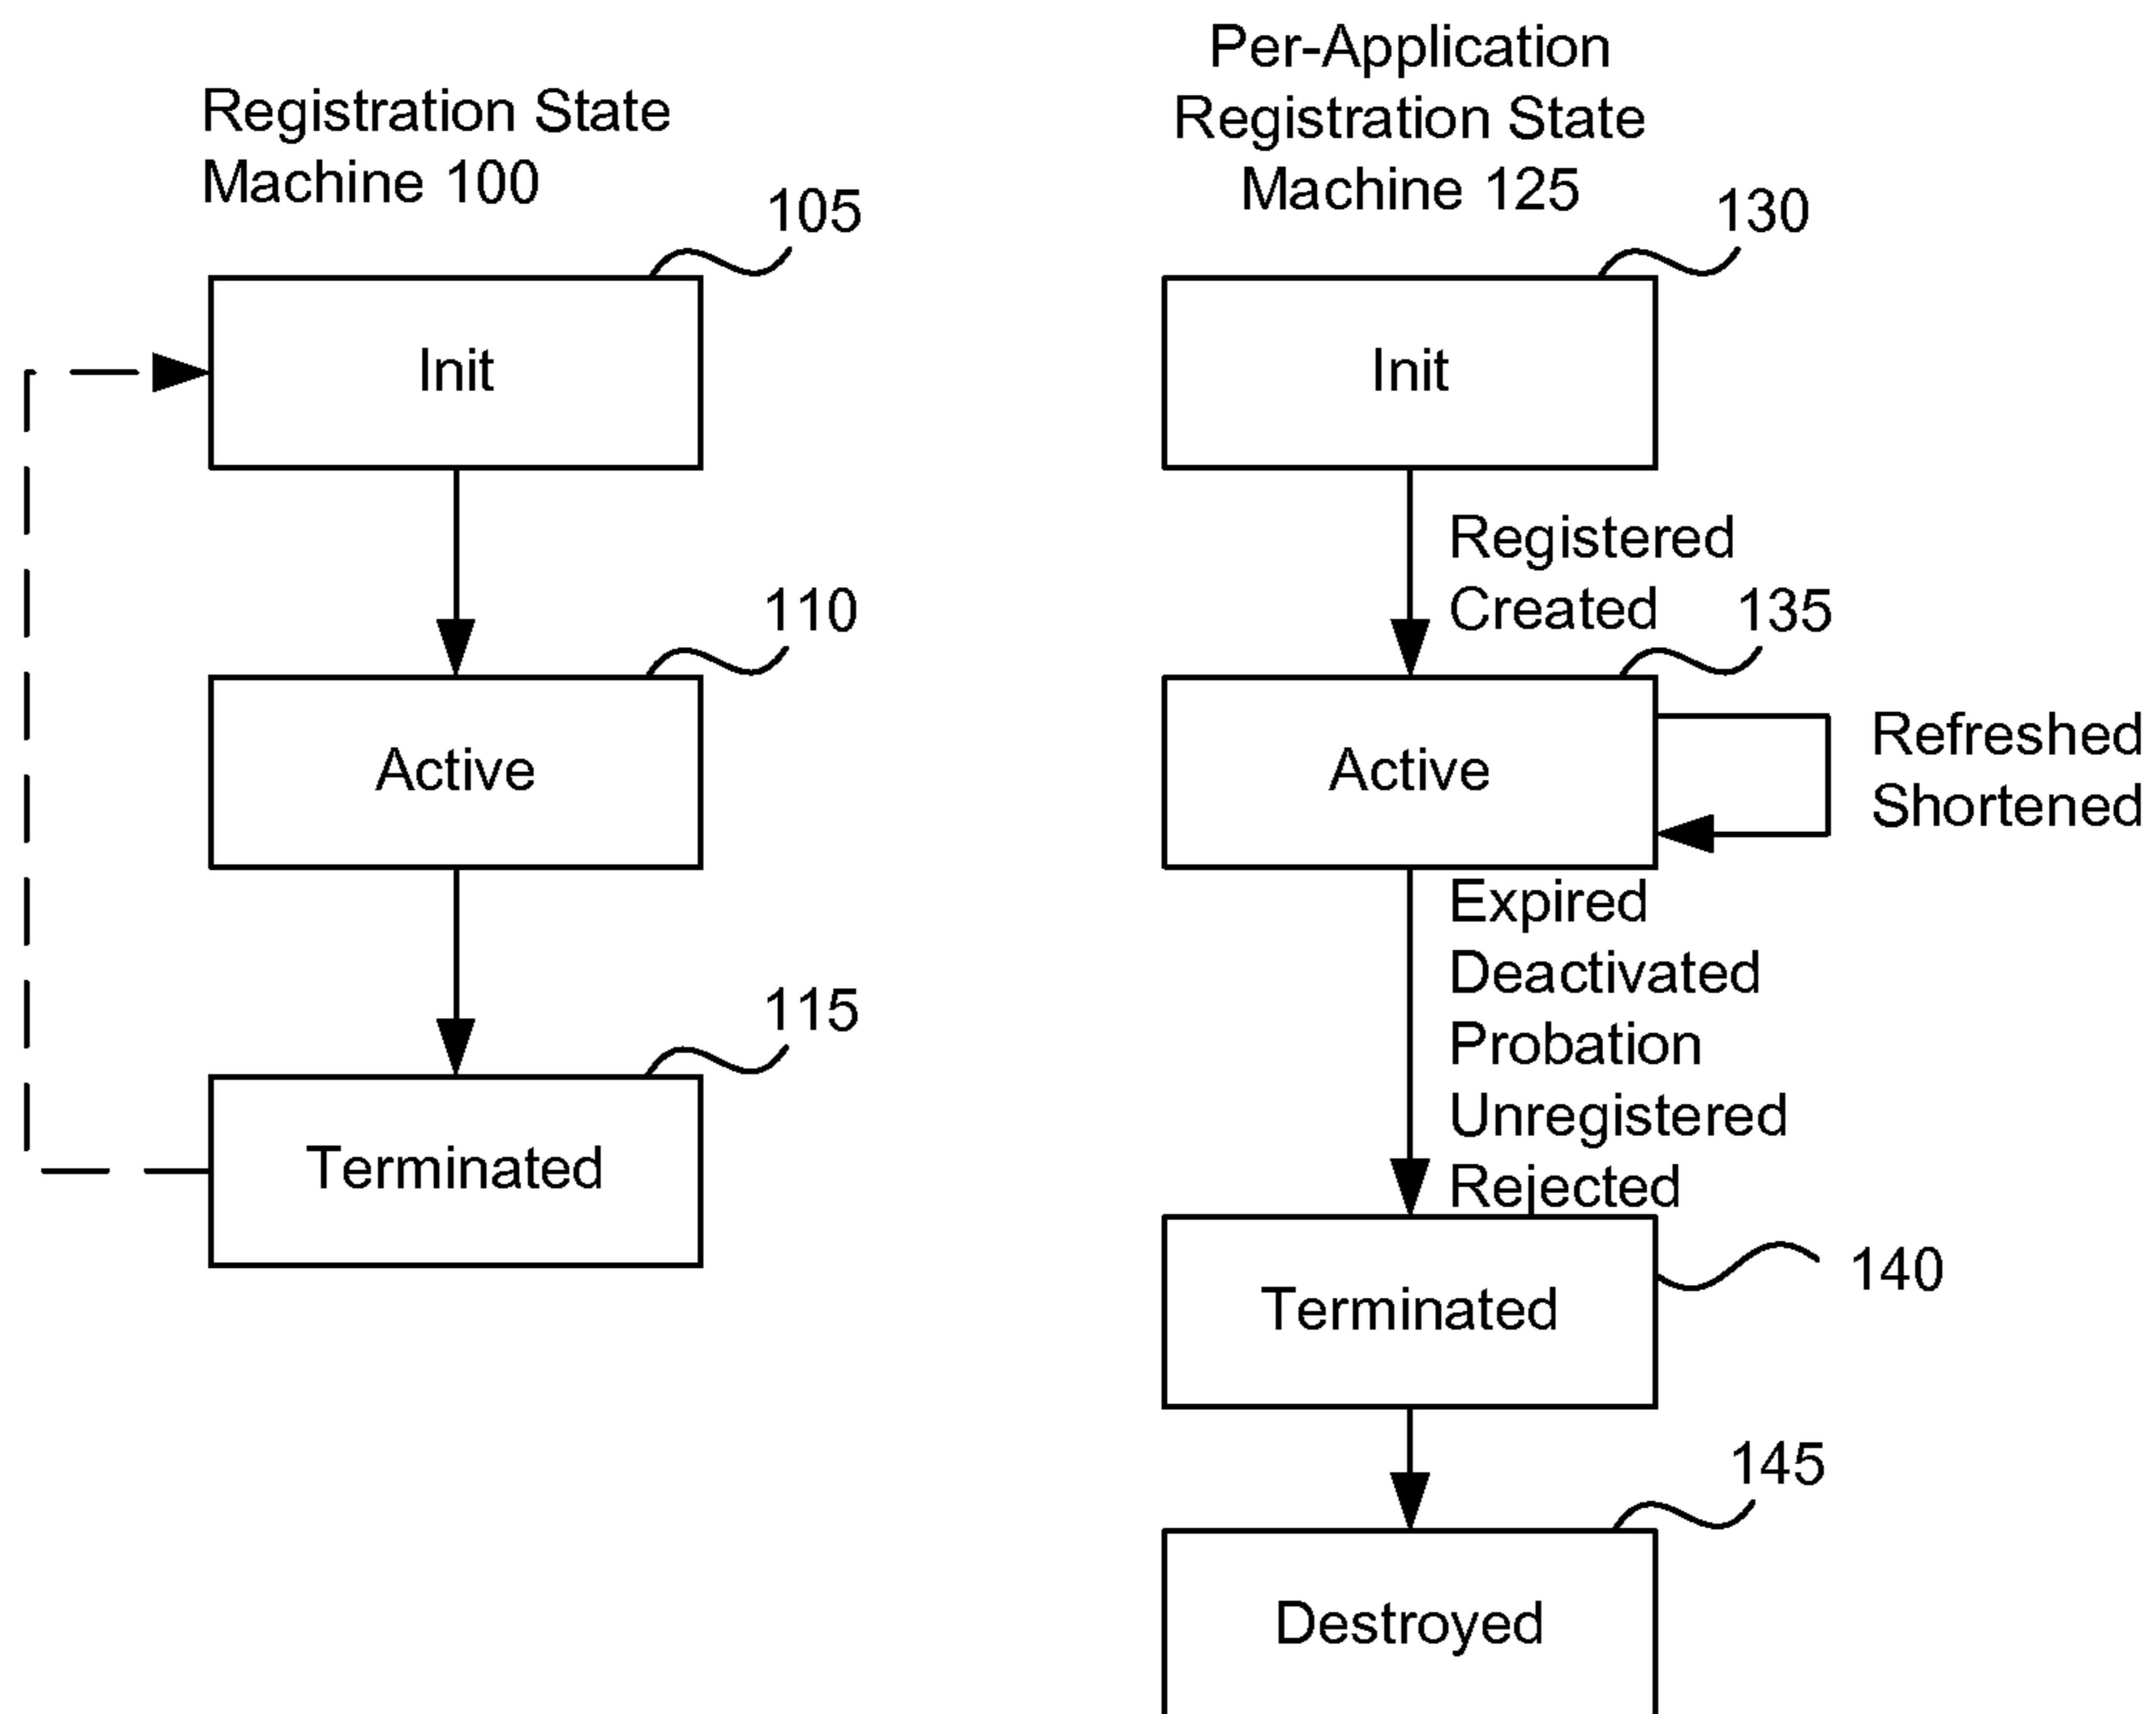 Registration State
Machine 100
105
Init
110
Active
115
Terminated
Per-Application
Registration State
Machine 125
130
Init
Registered
Created
135
Active
Refreshed
Shortened
Expired
Deactivated
Probation
Unregistered
Rejected
140
Terminated
145
Destroyed